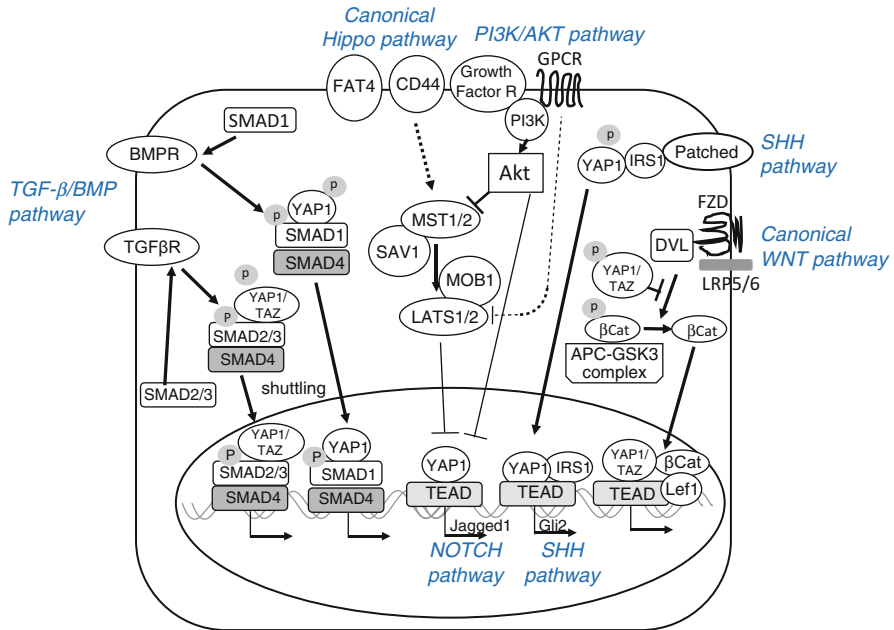 Canonical
Hippo pathway
PI3K/AKT pathway
GPCR
FAT4
CD44
Growth
Factor R
PI3K
SMAD1
BMPR
TGF-β/BMP
pathway
TGFβR
P
YAP1
P
SMAD1
SMAD4
P
YAP1/
TAZ
P
SMAD2/3
SMAD4
SMAD2/3
shuttling
Akt
MST1/2
SAV1
MOB1
LATS1/2
P
YAP1
IRS1
Patched
SHH
pathway
FZD
DVL
Canonical
WNT pathway
LRP5/6
P
YAP1/
TAZ
P
βCat
βCat
APC-GSK3
complex
YAP1/
TAZ
P
SMAD2/3
SMAD4
YAP1
P
SMAD1
SMAD4
YAP1
TEAD
Jagged1
NOTCH
pathway
YAP1
IRS1
TEAD
Gli2
SHH
pathway
YAP1/
TAZ
βCat
TEAD
Lef1